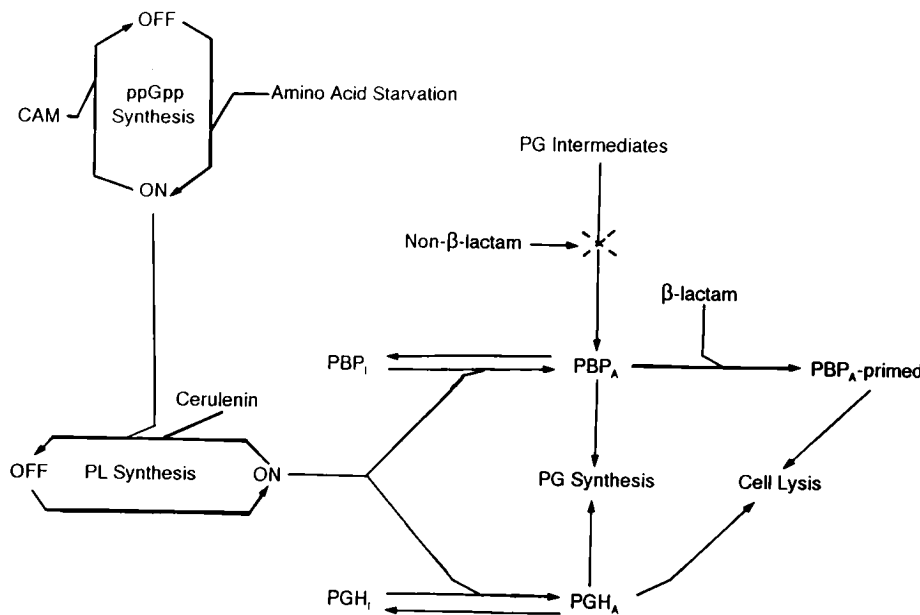 OFF
ppGpp
Synthesis
CAM
Amino Acid Starvation
ON
PG Intermediates
Non-β-lactam
β-lactam
PBP_I
PBP_A
PBP_A-primed
Cerulenin
OFF
PL Synthesis
ON
PG Synthesis
Cell Lysis
PGH_I
PGH_A